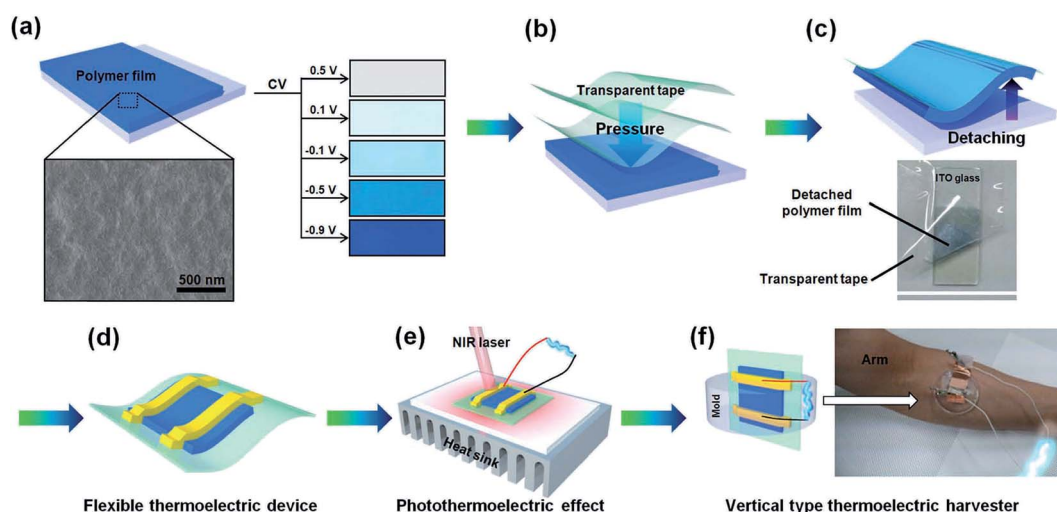 (a)
Polymer film
500 nm
CV
0.5 V
0.1 V
-0.1 V
-0.5 V
-0.9 V
(b)
Transparent tape
Pressure
(c)
Detaching
ITO glass
Detached
polymer film
Transparent tape
(d)
Flexible thermoelectric device
(e)
NIR laser
Heat sink
Photothermoelectric effect
(f)
Mold
Arm
Vertical type thermoelectric harvester